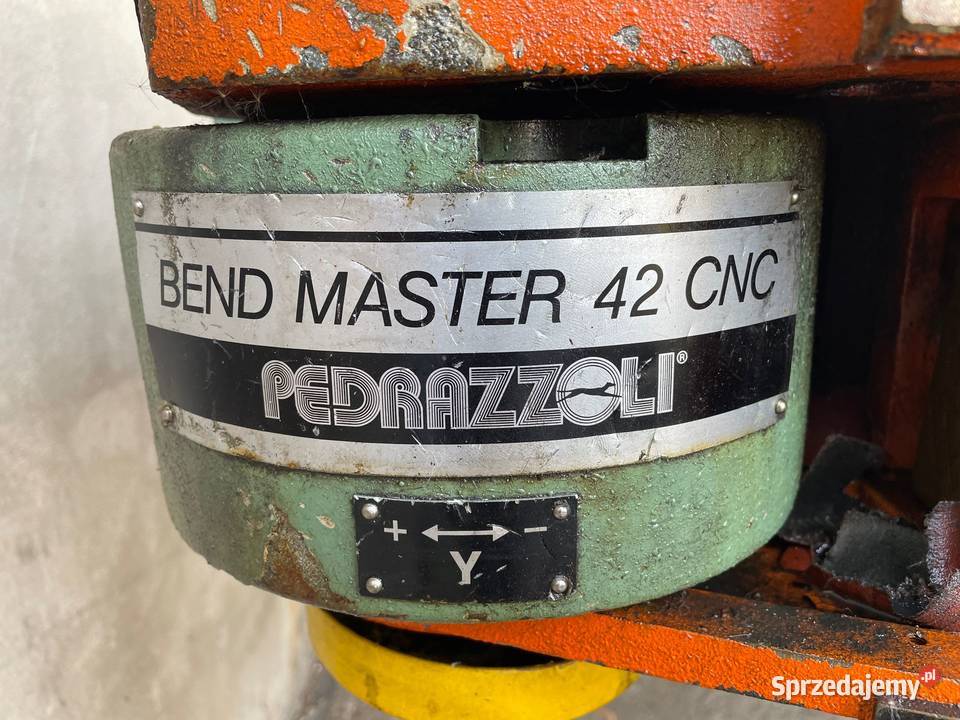 BEND MASTER 42 CNC
PEDRAZZOLI®
+ ↔ −
Y
Sprzedajemy.pl